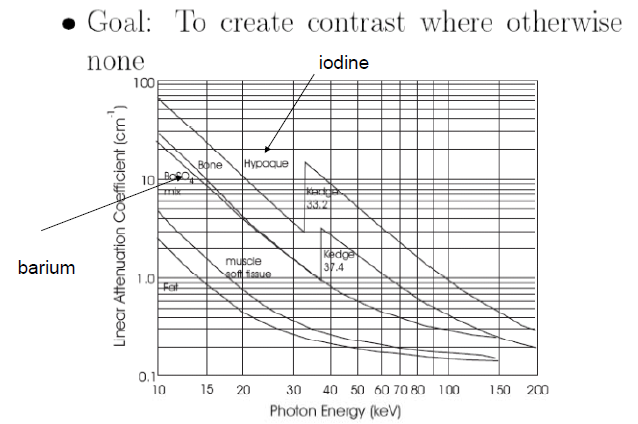 • Goal: To create contrast where otherwise
none
iodine
100
Bone
Hypaque
BaSO4
mix
10
Kedge
33.2
barium
muscle
soft tissue
Kedge
37.4
1.0
Fat
0.1
Linear Attenuation Coefficient (cm⁻¹)
10 15 20 30 40 50 60 70 80 100 150 200
Photon Energy (keV)